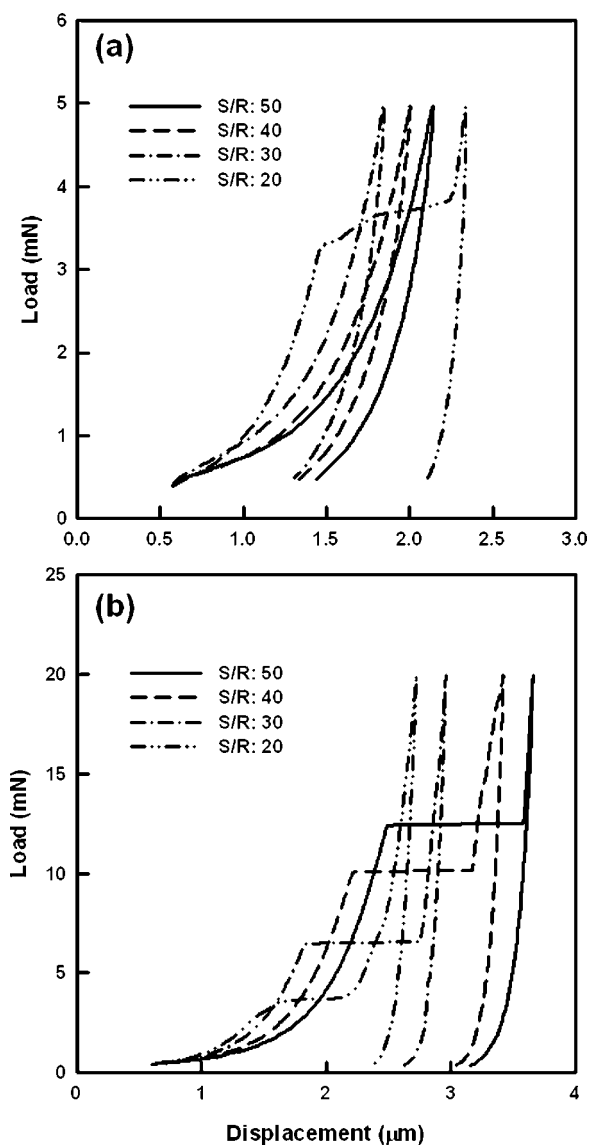 (a)
S/R: 50
S/R: 40
S/R: 30
S/R: 20
Load (mN)
6
5
4
3
2
1
0
0.0 0.5 1.0 1.5 2.0 2.5 3.0
(b)
S/R: 50
S/R: 40
S/R: 30
S/R: 20
Load (mN)
25
20
15
10
5
0
0 1 2 3 4
Displacement (μm)